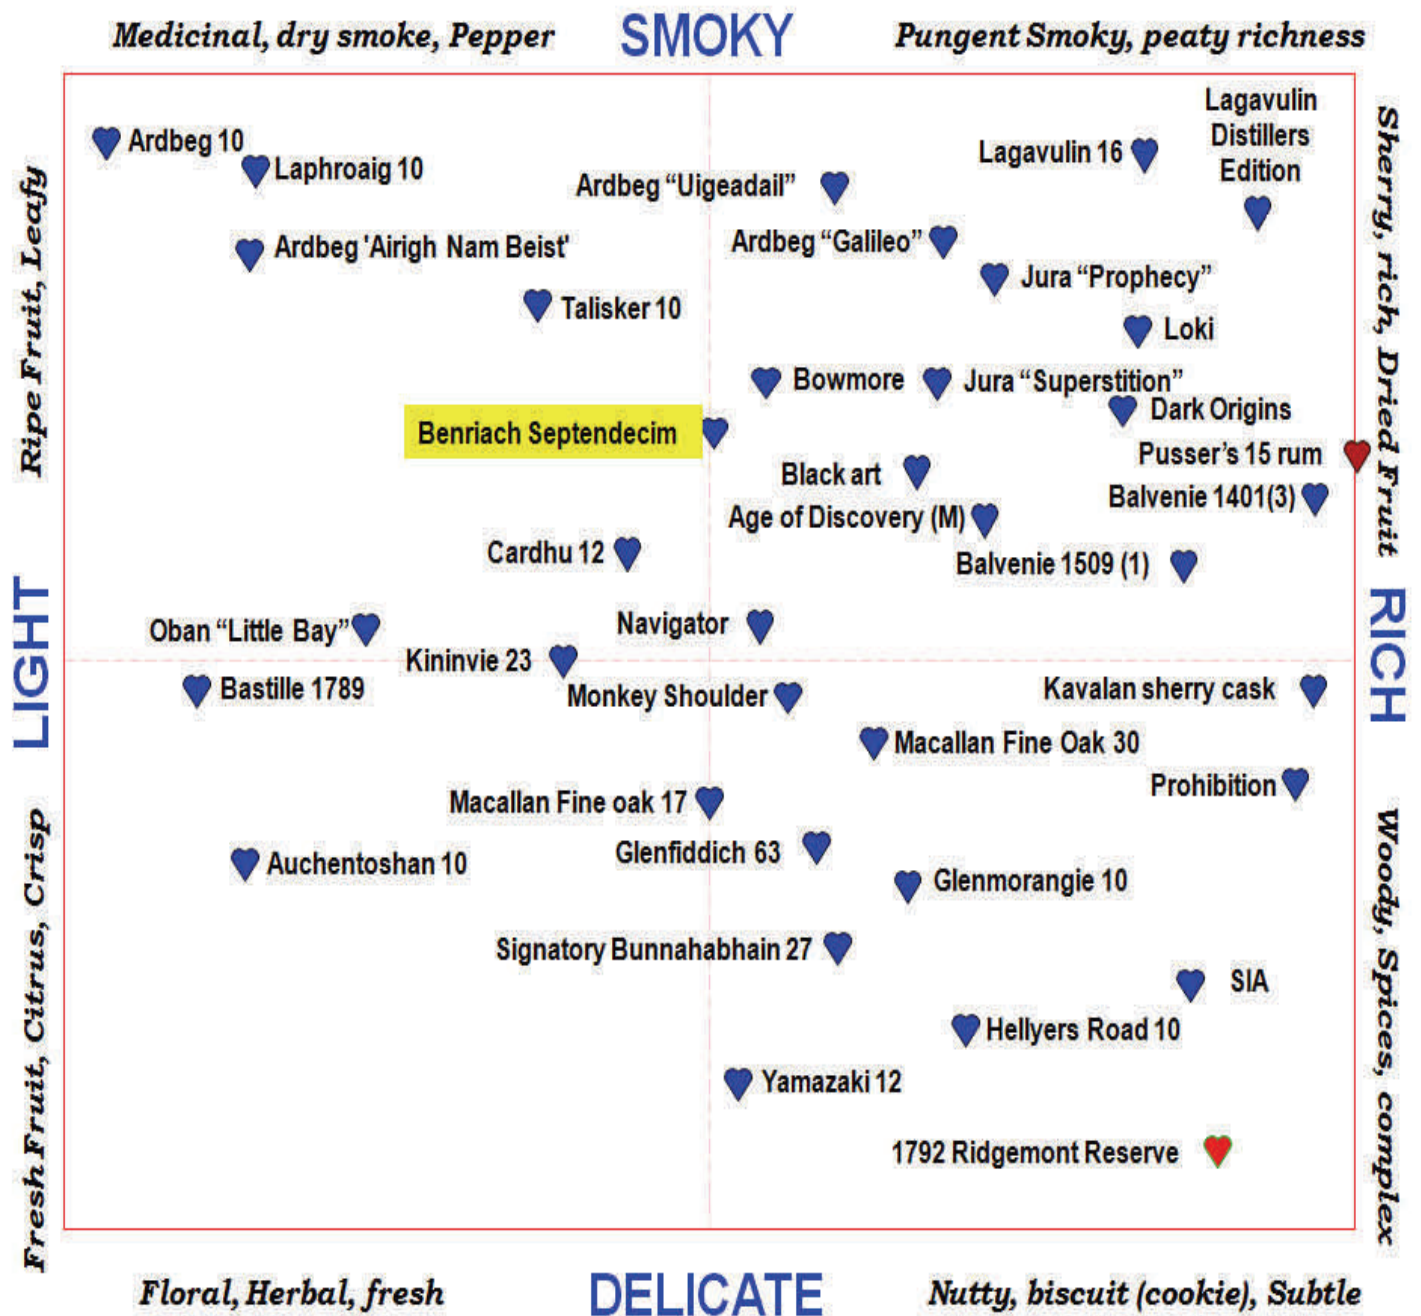 Medicinal, dry smoke, Pepper
SMOKY
Pungent Smoky, peaty richness
Ripe Fruit, Leafy
LIGHT
Fresh Fruit, Citrus, Crisp
Sherry, rich, Dried Fruit
RICH
Woody, Spices, complex
Ardbeg 10
Laphroaig 10
Lagavulin 16
Lagavulin
Distillers
Edition
Ardbeg “Uigeadail”
Ardbeg 'Airigh Nam Beist'
Ardbeg “Galileo”
Jura “Prophecy”
Talisker 10
Loki
Bowmore
Jura “Superstition”
Dark Origins
Benriach Septendecim
Pusser’s 15 rum
Black art
Balvenie 1401(3)
Age of Discovery (M)
Cardhu 12
Balvenie 1509 (1)
Oban “Little Bay”
Navigator
Kininvie 23
Bastille 1789
Monkey Shoulder
Kavalan sherry cask
Macallan Fine Oak 30
Prohibition
Macallan Fine oak 17
Glenfiddich 63
Auchentoshan 10
Glenmorangie 10
Signatory Bunnahabhain 27
SIA
Hellyers Road 10
Yamazaki 12
1792 Ridgemont Reserve
Floral, Herbal, fresh
DELICATE
Nutty, biscuit (cookie), Subtle